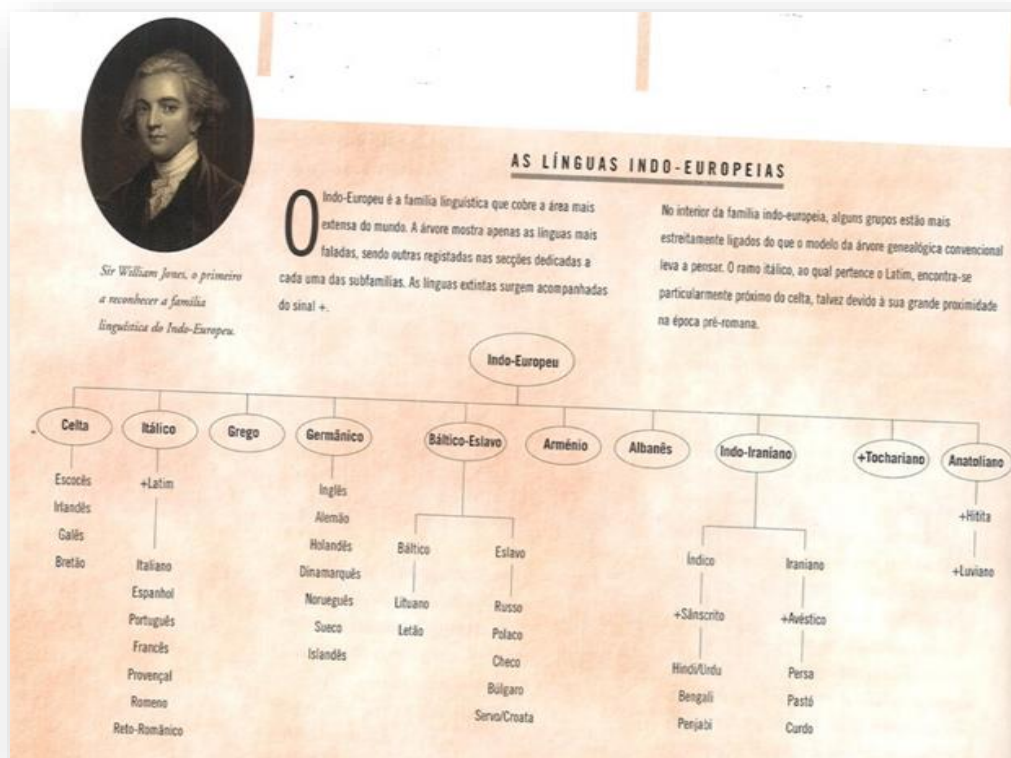 Sir William Jones, o primeiro
a reconhecer a família
linguística do Indo-Europeu.
AS LÍNGUAS INDO-EUROPEIAS
O Indo-Europeu é a família linguística que cobre a área mais
extensa do mundo. A árvore mostra apenas as línguas mais
faladas, sendo outras registadas nas secções dedicadas a
cada uma das subfamílias. As línguas extintas surgem acompanhadas
do sinal +.
No interior da família indo-europeia, alguns grupos estão mais
estreitamente ligados do que o modelo da árvore genealógica convencional
leva a pensar. O ramo itálico, ao qual pertence o Latim, encontra-se
particularmente próximo do celta, talvez devido à sua grande proximidade
na época pré-romana.
Indo-Europeu
Celta
Escocês
Irlandês
Galês
Bretão
Itálico
+Latim
Italiano
Espanhol
Português
Francês
Provençal
Romeno
Reto-Românico
Grego
Germânico
Inglês
Alemão
Holandês
Dinamarquês
Norueguês
Sueco
Islandês
Báltico-Eslavo
Báltico
Lituano
Letão
Eslavo
Russo
Polaco
Checo
Búlgaro
Servo/Croata
Arménio
Albanês
Indo-Iraniano
Índico
+Sânscrito
Hindi/Urdu
Bengali
Penjabi
Iraniano
+Avéstico
Persa
Pastó
Curdo
+Tochariano
Anatoliano
+Hitita
+Luviano